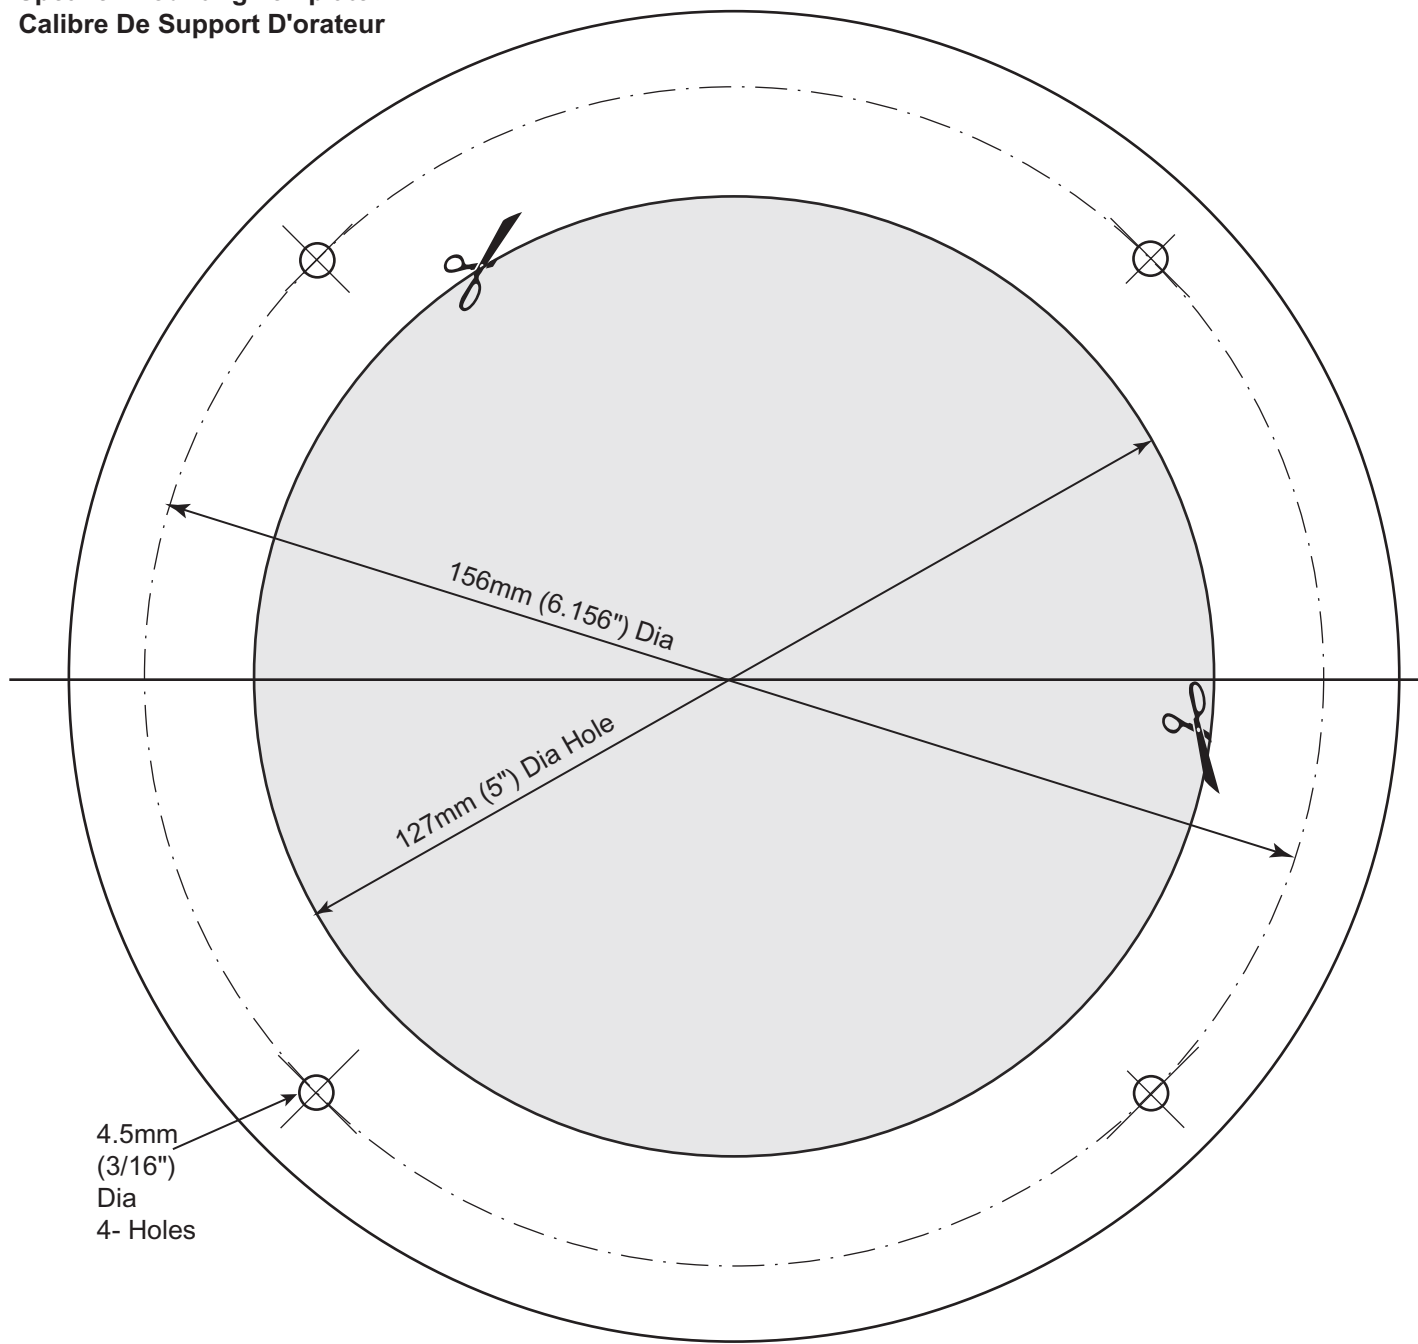 Calibre De Support D'orateur
156mm (6.156") Dia
127mm (5") Dia Hole
4.5mm
(3/16")
Dia
4- Holes